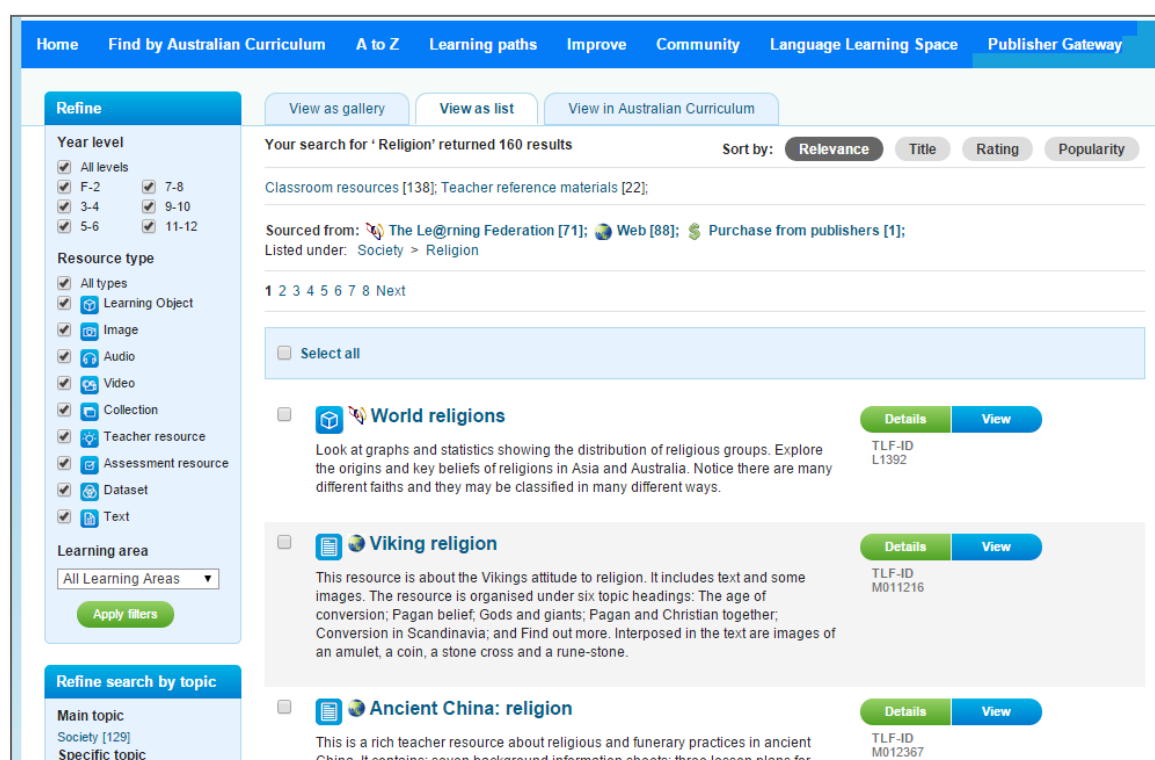 Home Find by Australian Curriculum A to Z Learning paths Improve Community Language Learning Space Publisher Gateway
Refine
Year level
All levels
F-2 7-8
3-4 9-10
5-6 11-12
Resource type
All types
Learning Object
Image
Audio
Video
Collection
Teacher resource
Assessment resource
Dataset
Text
Learning area
All Learning Areas
Apply filters
Refine search by topic
Main topic
Society [129]
Specific topic
View as gallery View as list View in Australian Curriculum
Your search for ‘ Religion’ returned 160 results
Sort by: Relevance Title Rating Popularity
Classroom resources [138]; Teacher reference materials [22];
Sourced from: The Le@rning Federation [71]; Web [88]; Purchase from publishers [1];
Listed under: Society > Religion
1 2 3 4 5 6 7 8 Next
Select all
World religions
Look at graphs and statistics showing the distribution of religious groups. Explore
the origins and key beliefs of religions in Asia and Australia. Notice there are many
different faiths and they may be classified in many different ways.
Details View
TLF-ID
L1392
Viking religion
This resource is about the Vikings attitude to religion. It includes text and some
images. The resource is organised under six topic headings: The age of
conversion; Pagan belief; Gods and giants; Pagan and Christian together;
Conversion in Scandinavia; and Find out more. Interposed in the text are images of
an amulet, a coin, a stone cross and a rune-stone.
Details View
TLF-ID
M011216
Ancient China: religion
This is a rich teacher resource about religious and funerary practices in ancient
China. It contains: seven background information sheets; three lesson plans for
Details View
TLF-ID
M012367